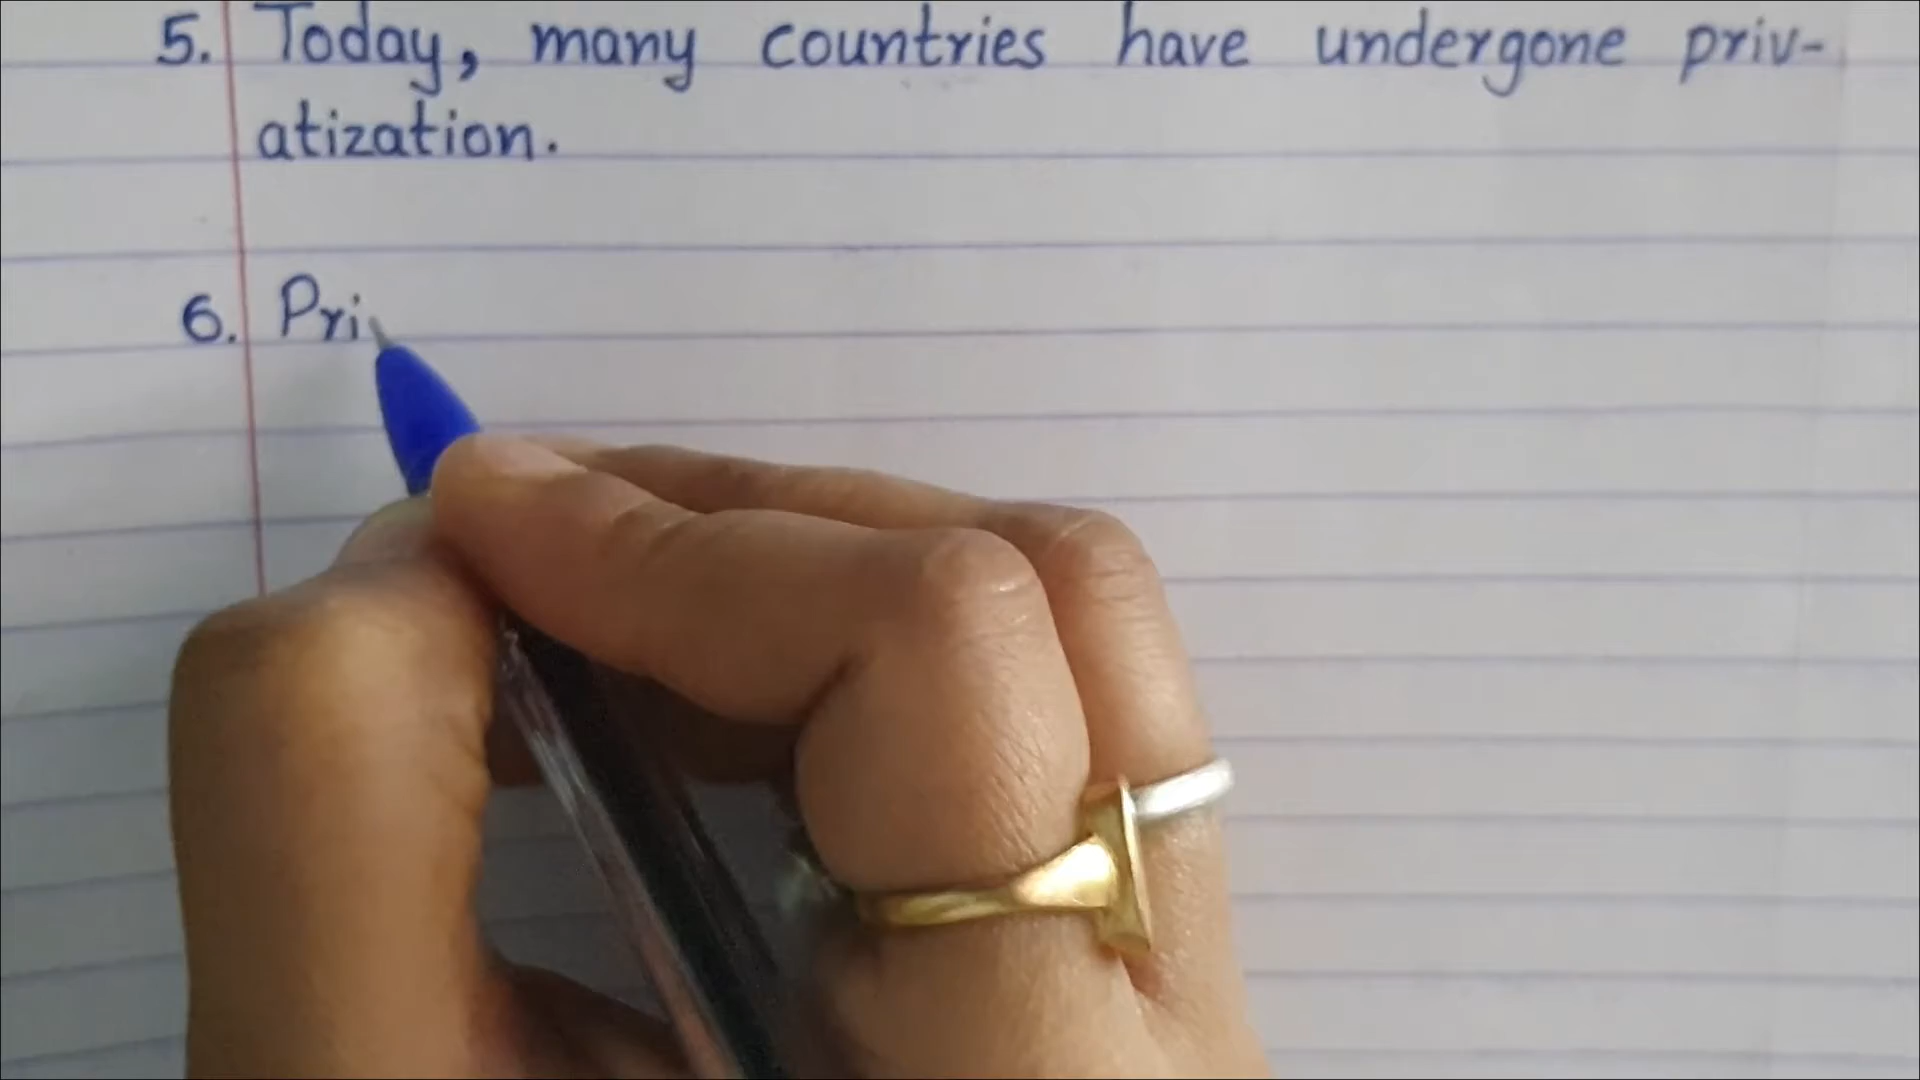 5. Today, many countries have undergone priv-
atization.
6. Pri